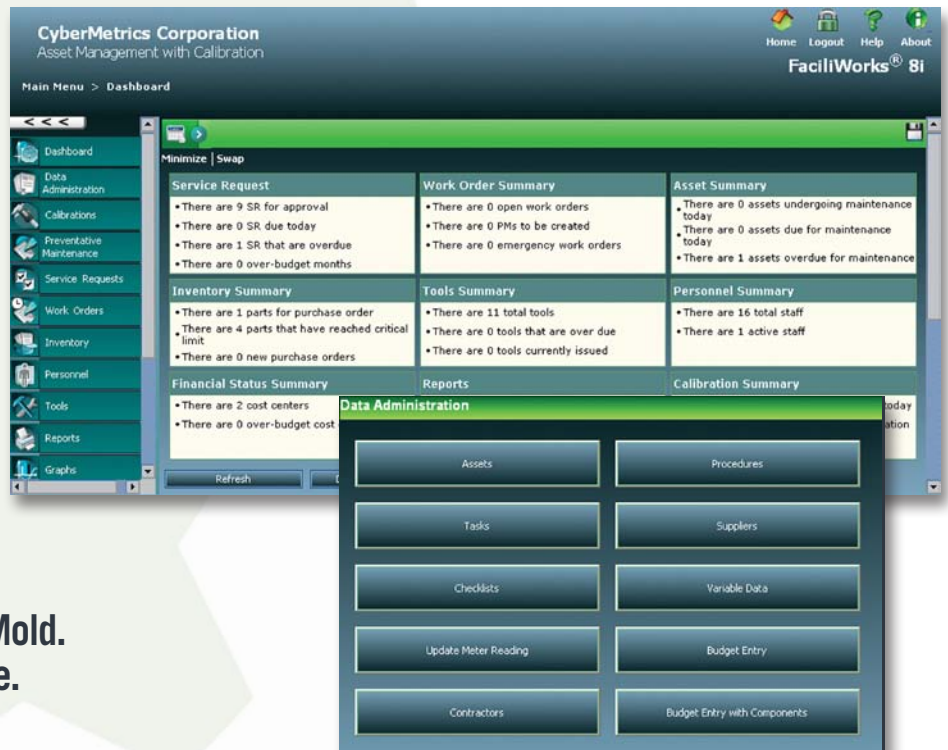 CyberMetrics Corporation
Asset Management with Calibration
Home Logout Help About
FaciliWorks® 8i
Main Menu > Dashboard
< < <
Dashboard
Data
Administration
Calibrations
Preventative
Maintenance
Service Requests
Work Orders
Inventory
Personnel
Tools
Reports
Graphs
Minimize | Swap
Service Request
•There are 9 SR for approval
•There are 0 SR due today
•There are 1 SR that are overdue
•There are 0 over-budget months
Work Order Summary
•There are 0 open work orders
•There are 0 PMs to be created
•There are 0 emergency work orders
Asset Summary
•There are 0 assets undergoing maintenance
today
•There are 0 assets due for maintenance
today
•There are 1 assets overdue for maintenance
Inventory Summary
•There are 1 parts for purchase order
•There are 4 parts that have reached critical
limit
•There are 0 new purchase orders
Tools Summary
•There are 11 total tools
•There are 0 tools that are over due
•There are 0 tools currently issued
Personnel Summary
•There are 16 total staff
•There are 1 active staff
Financial Status Summary
•There are 2 cost centers
•There are 0 over-budget cost
Reports
Calibration Summary
today
Refresh
Data Administration
Assets
Procedures
Tasks
Suppliers
Checklists
Variable Data
Update Meter Reading
Budget Entry
Contractors
Budget Entry with Components
Mold.
e.